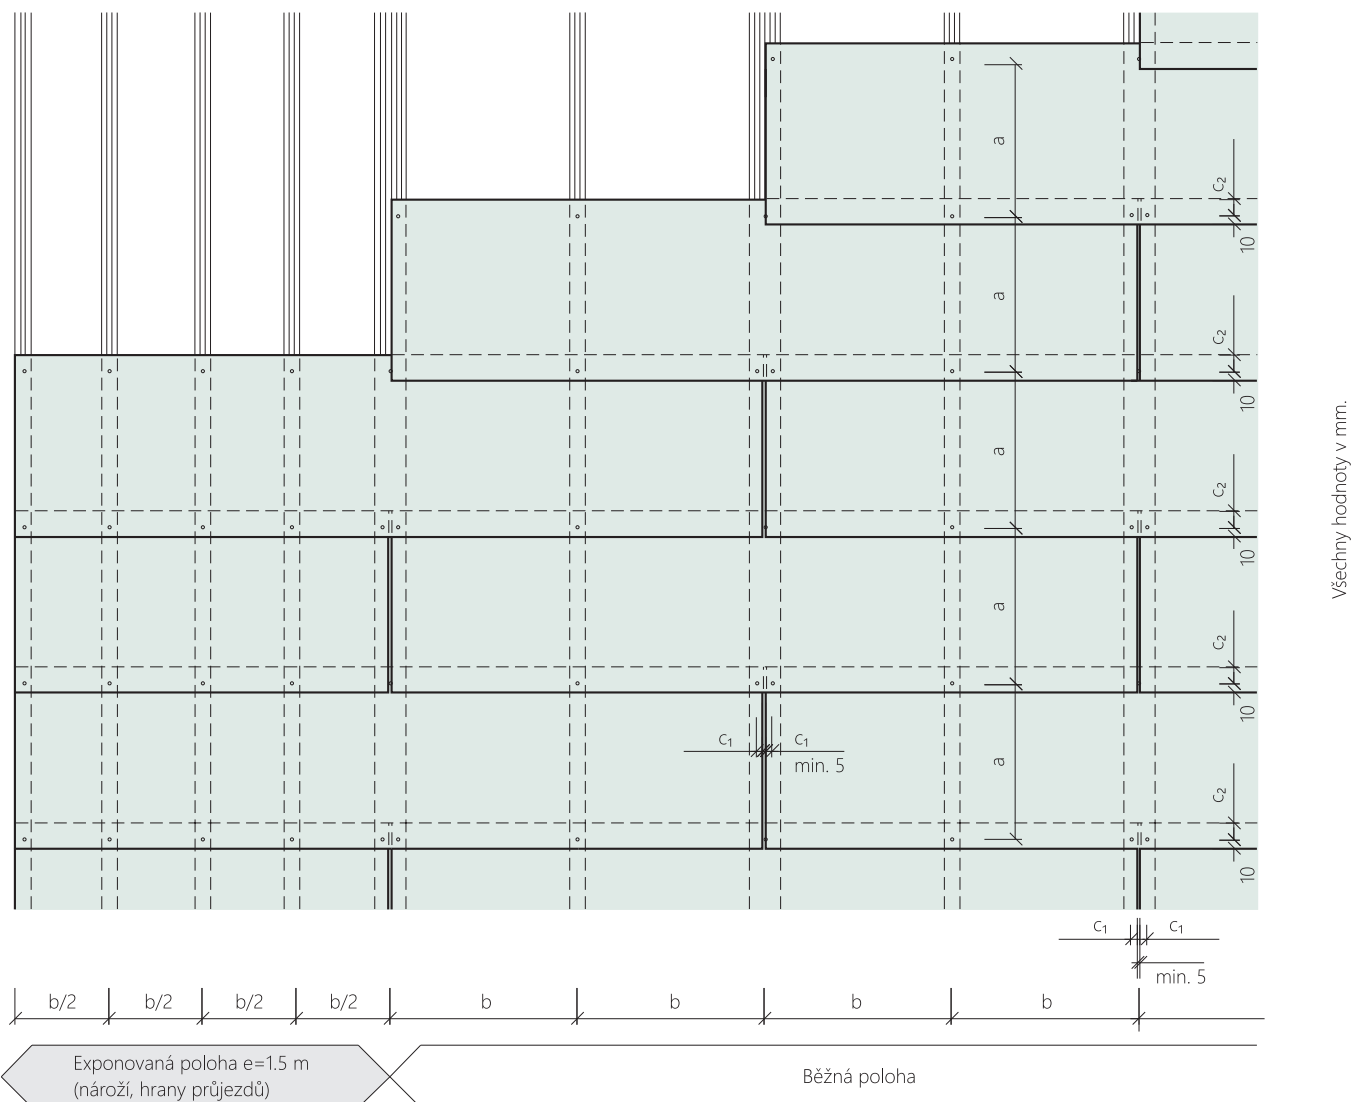 a
c₂
10
a
c₂
10
a
c₂
10
a
c₂
10
a
c₂
10
c₁ c₁
min. 5
c₁ c₁
min. 5
b/2 b/2 b/2 b/2 b b b b
Exponovaná poloha e=1.5 m
(nároží, hrany průjezdů)
Běžná poloha
Všechny hodnoty v mm.